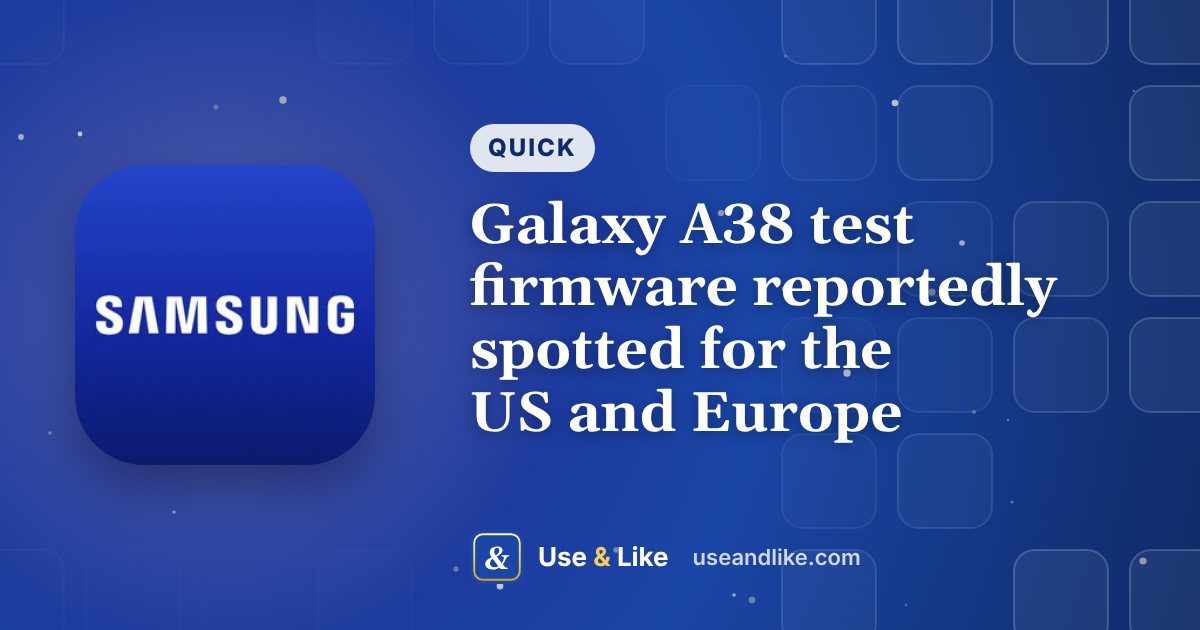 SAMSUNG
QUICK
Galaxy A38 test
firmware reportedly
spotted for the
US and Europe
& Use & Like useandlike.com